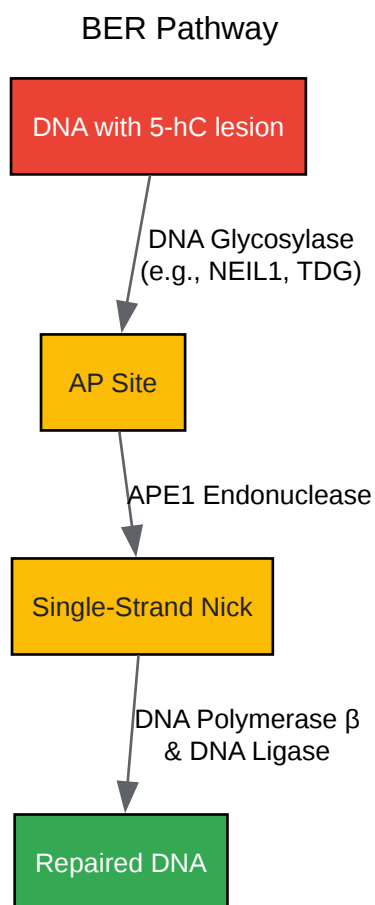 BER Pathway
DNA with 5-hC lesion
DNA Glycosylase
(e.g., NEIL1, TDG)
AP Site
APE1 Endonuclease
Single-Strand Nick
DNA Polymerase β
& DNA Ligase
Repaired DNA